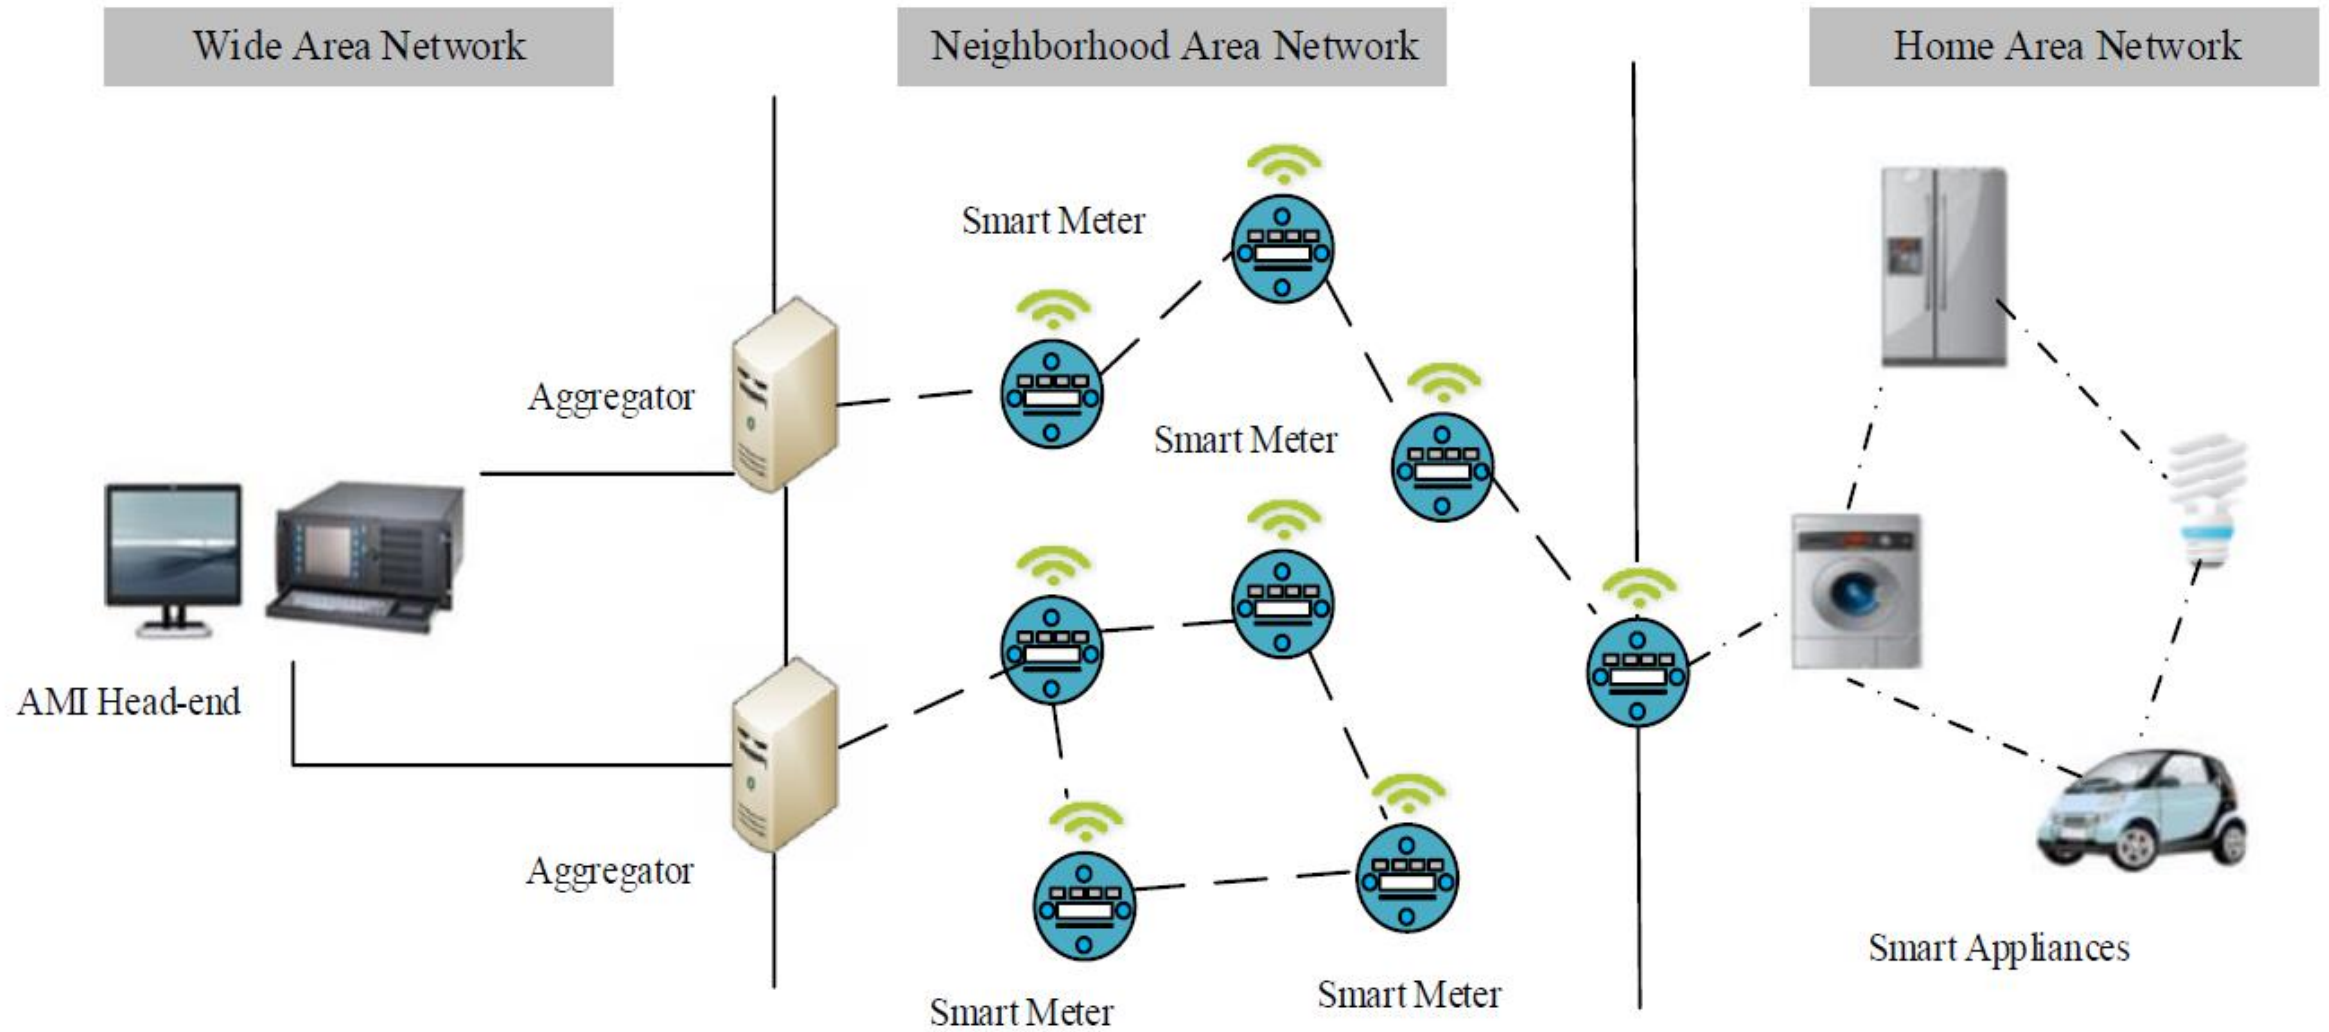 Wide Area Network
Neighborhood Area Network
Home Area Network
Smart Meter
Aggregator
Smart Meter
AMI Head-end
Aggregator
Smart Appliances
Smart Meter
Smart Meter